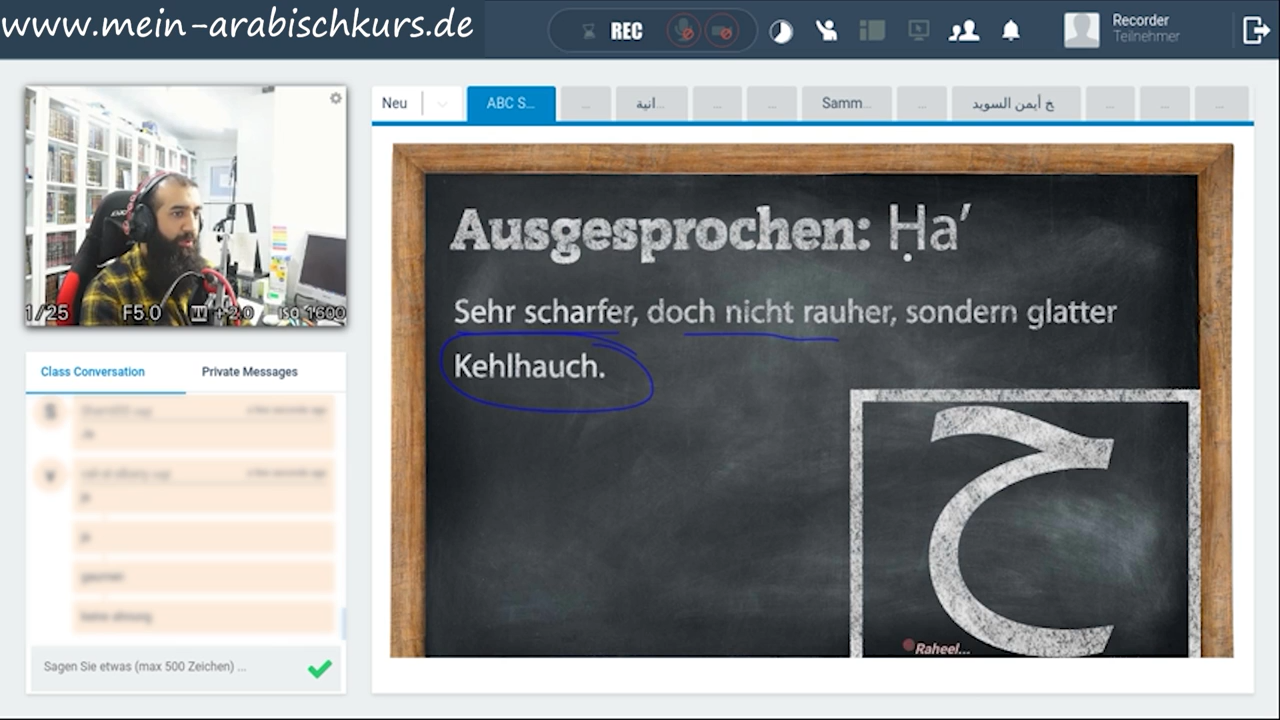 www.mein-arabischkurs.de
REC
Recorder
Teilnehmer
1/25 F5.0 +2.0 ISO 1600
Neu
ABC S...
...
انية...
...
...
Samm...
...
خ أيمن السويد
...
...
...
Ausgesprochen: Ḥa’
Sehr scharfer, doch nicht rauher, sondern glatter
Kehlhauch.
ح
Raheel...
Class Conversation
Private Messages
Sagen Sie etwas (max 500 Zeichen) ...